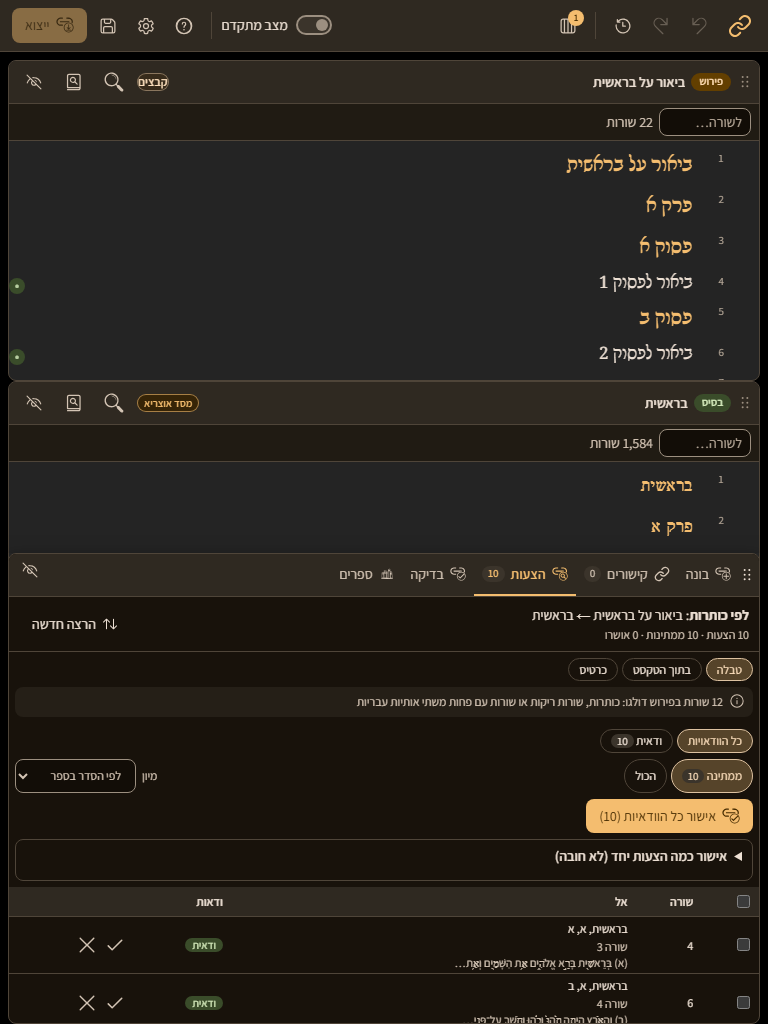 1
מצב מתקדם
ייצוא
פירוש
ביאור על בראשית
קבצים
לשורה...
22 שורות
1 ביאור על בראשית
2 פרק א
3 פסוק א
4 ביאור לפסוק 1
5 פסוק ב
6 ביאור לפסוק 2
בסיס
בראשית
מסד אוצריא
לשורה...
1,584 שורות
1 בראשית
2 פרק א
בונה
קישורים 0
הצעות 10
בדיקה
ספרים
לפי כותרות: ביאור על בראשית ← בראשית
10 הצעות · 10 ממתינות · 0 אושרו
הרצה חדשה
טבלה
בתוך הטקסט
כרטיס
12 שורות בפירוש דולגו: כותרות, שורות ריקות או שורות עם פחות משתי אותיות עבריות
כל הוודאויות
ודאית 10
ממתינה 10
הכול
מיון
לפי הסדר בספר
אישור כל הוודאיות (10)
אישור כמה הצעות יחד (לא חובה)
שורה
אל
ודאות
4
בראשית, א, א
שורה 3
(א) בְּרֵאשִׁ֖ית בָּרָ֣א אֱלֹהִ֑ים אֵ֥ת הַשָּׁמַ֖יִם וְאֵ֥ת...
ודאית
6
בראשית, א, ב
שורה 4
ודאית